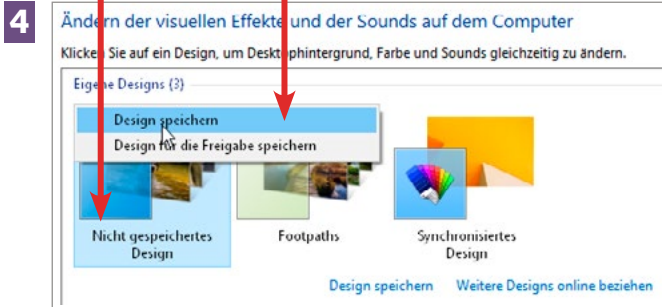 4
Ändern der visuellen Effekte und der Sounds auf dem Computer
Klicken Sie auf ein Design, um Desktophintergrund, Farbe und Sounds gleichzeitig zu ändern.
Eigene Designs (3)
Design speichern
Design für die Freigabe speichern
Nicht gespeichertes
Design
Footpaths
Synchronisiertes
Design
Design speichern Weitere Designs online beziehen